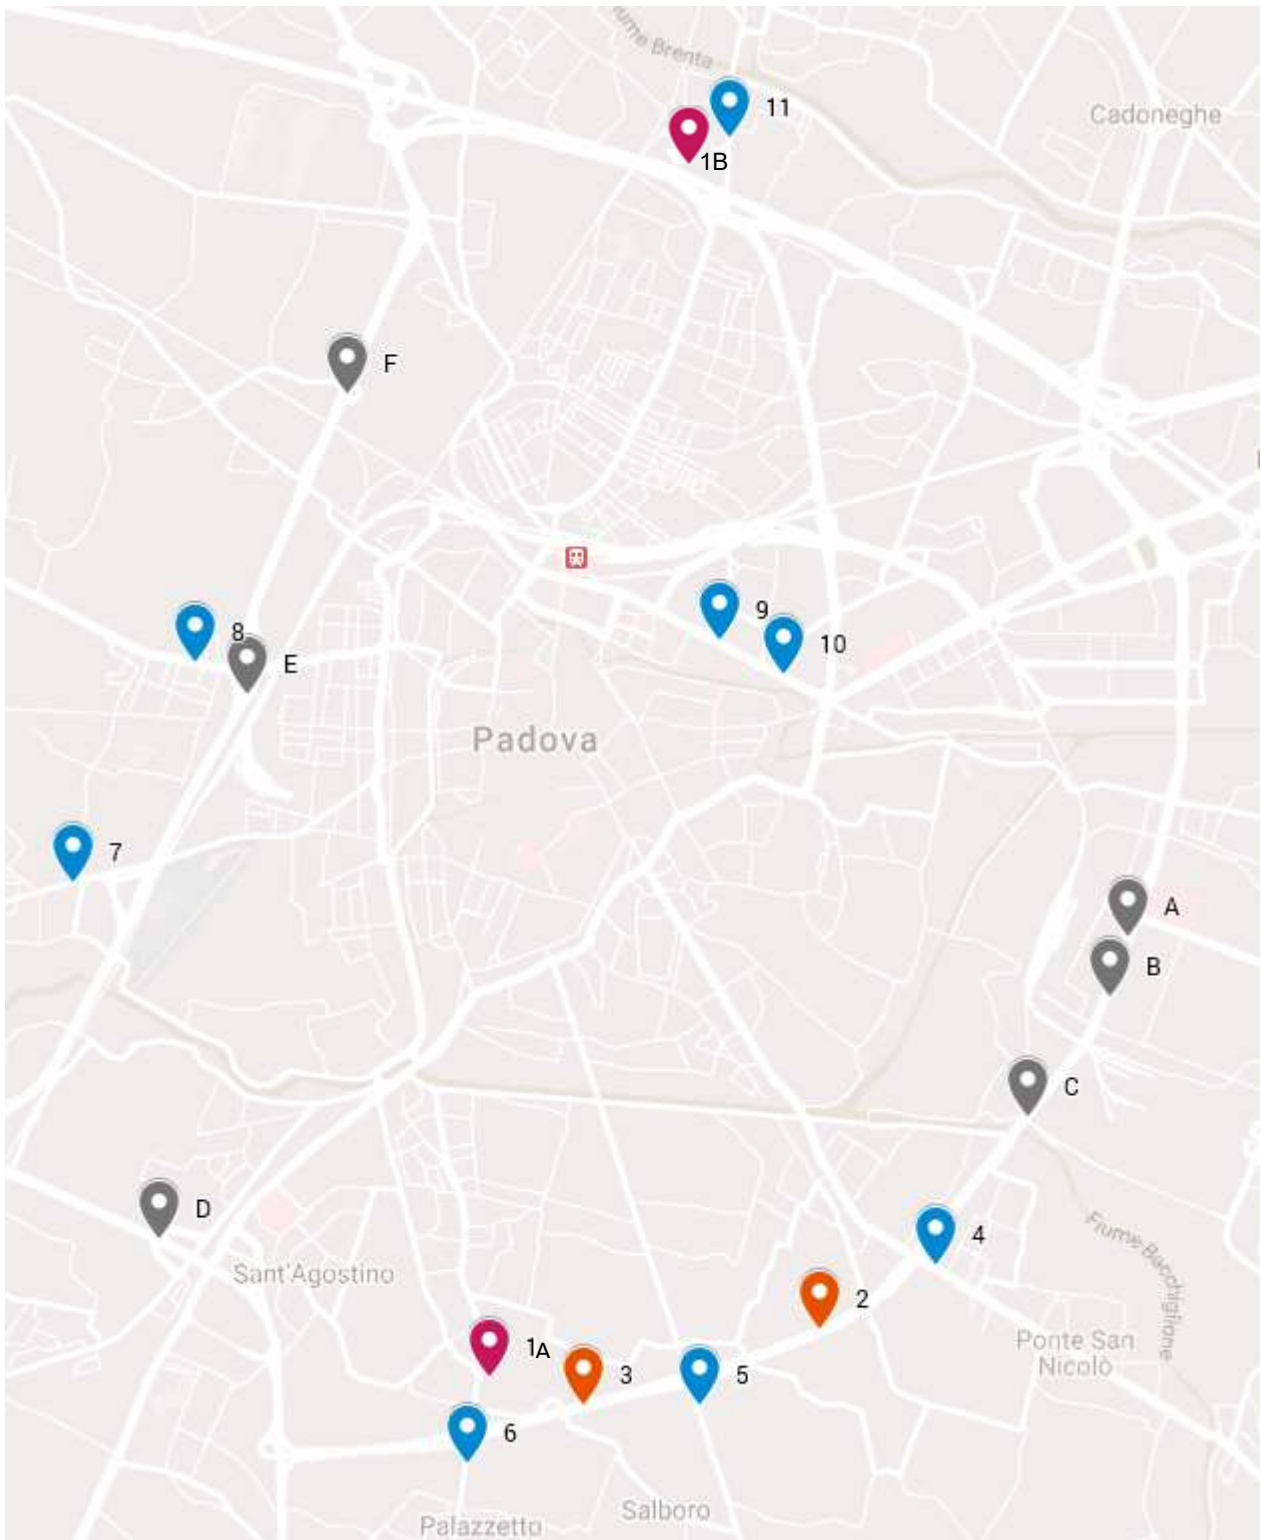 Fiume Brenta
11
Cadoneghe
1B
F
9
8
10
E
Padova
7
A
B
C
D
Fiume Bacchiglione
4
Sant'Agostino
2
Ponte San
Nicolò
1A
3
5
6
Salboro
Palazzetto